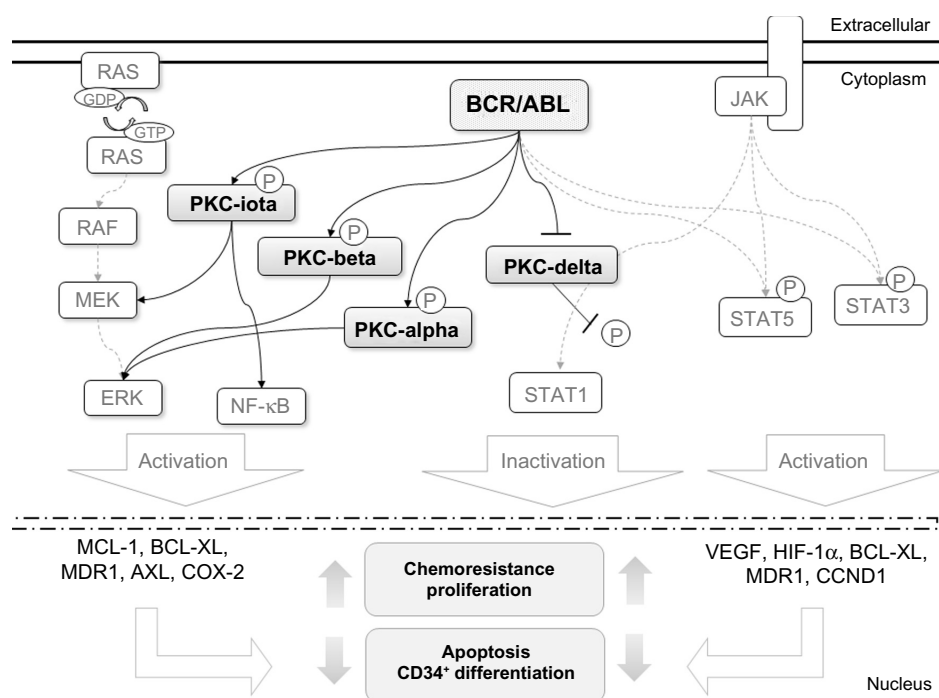 Extracellular
Cytoplasm
RAS
GDP
GTP
RAS
RAF
MEK
ERK
BCR/ABL
JAK
P
PKC-iota
P
PKC-beta
P
PKC-alpha
PKC-delta
P
P
STAT5
P
STAT3
NF-κB
STAT1
Activation
Inactivation
Activation
MCL-1, BCL-XL,
MDR1, AXL, COX-2
Chemoresistance
proliferation
VEGF, HIF-1α, BCL-XL,
MDR1, CCND1
Apoptosis
CD34⁺ differentiation
Nucleus